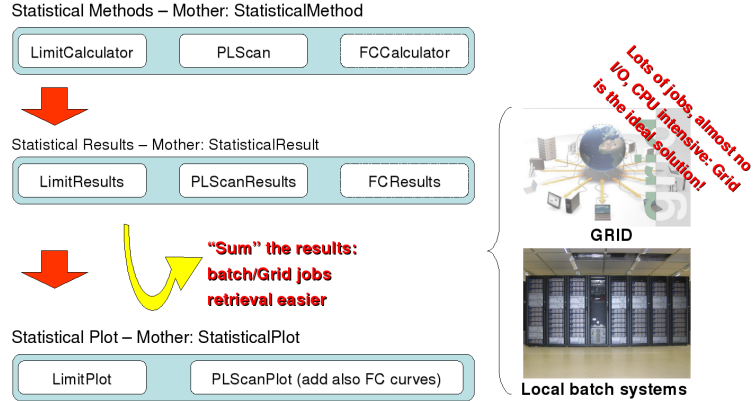 Statistical Methods – Mother: StatisticalMethod
LimitCalculator
PLScan
FCCalculator
Statistical Results – Mother: StatisticalResult
LimitResults
PLScanResults
FCResults
“Sum” the results:
batch/Grid jobs
retrieval easier
Statistical Plot – Mother: StatisticalPlot
LimitPlot
PLScanPlot (add also FC curves)
Lots of jobs, almost no
I/O, CPU intensive: Grid
is the ideal solution!
GRID
Local batch systems